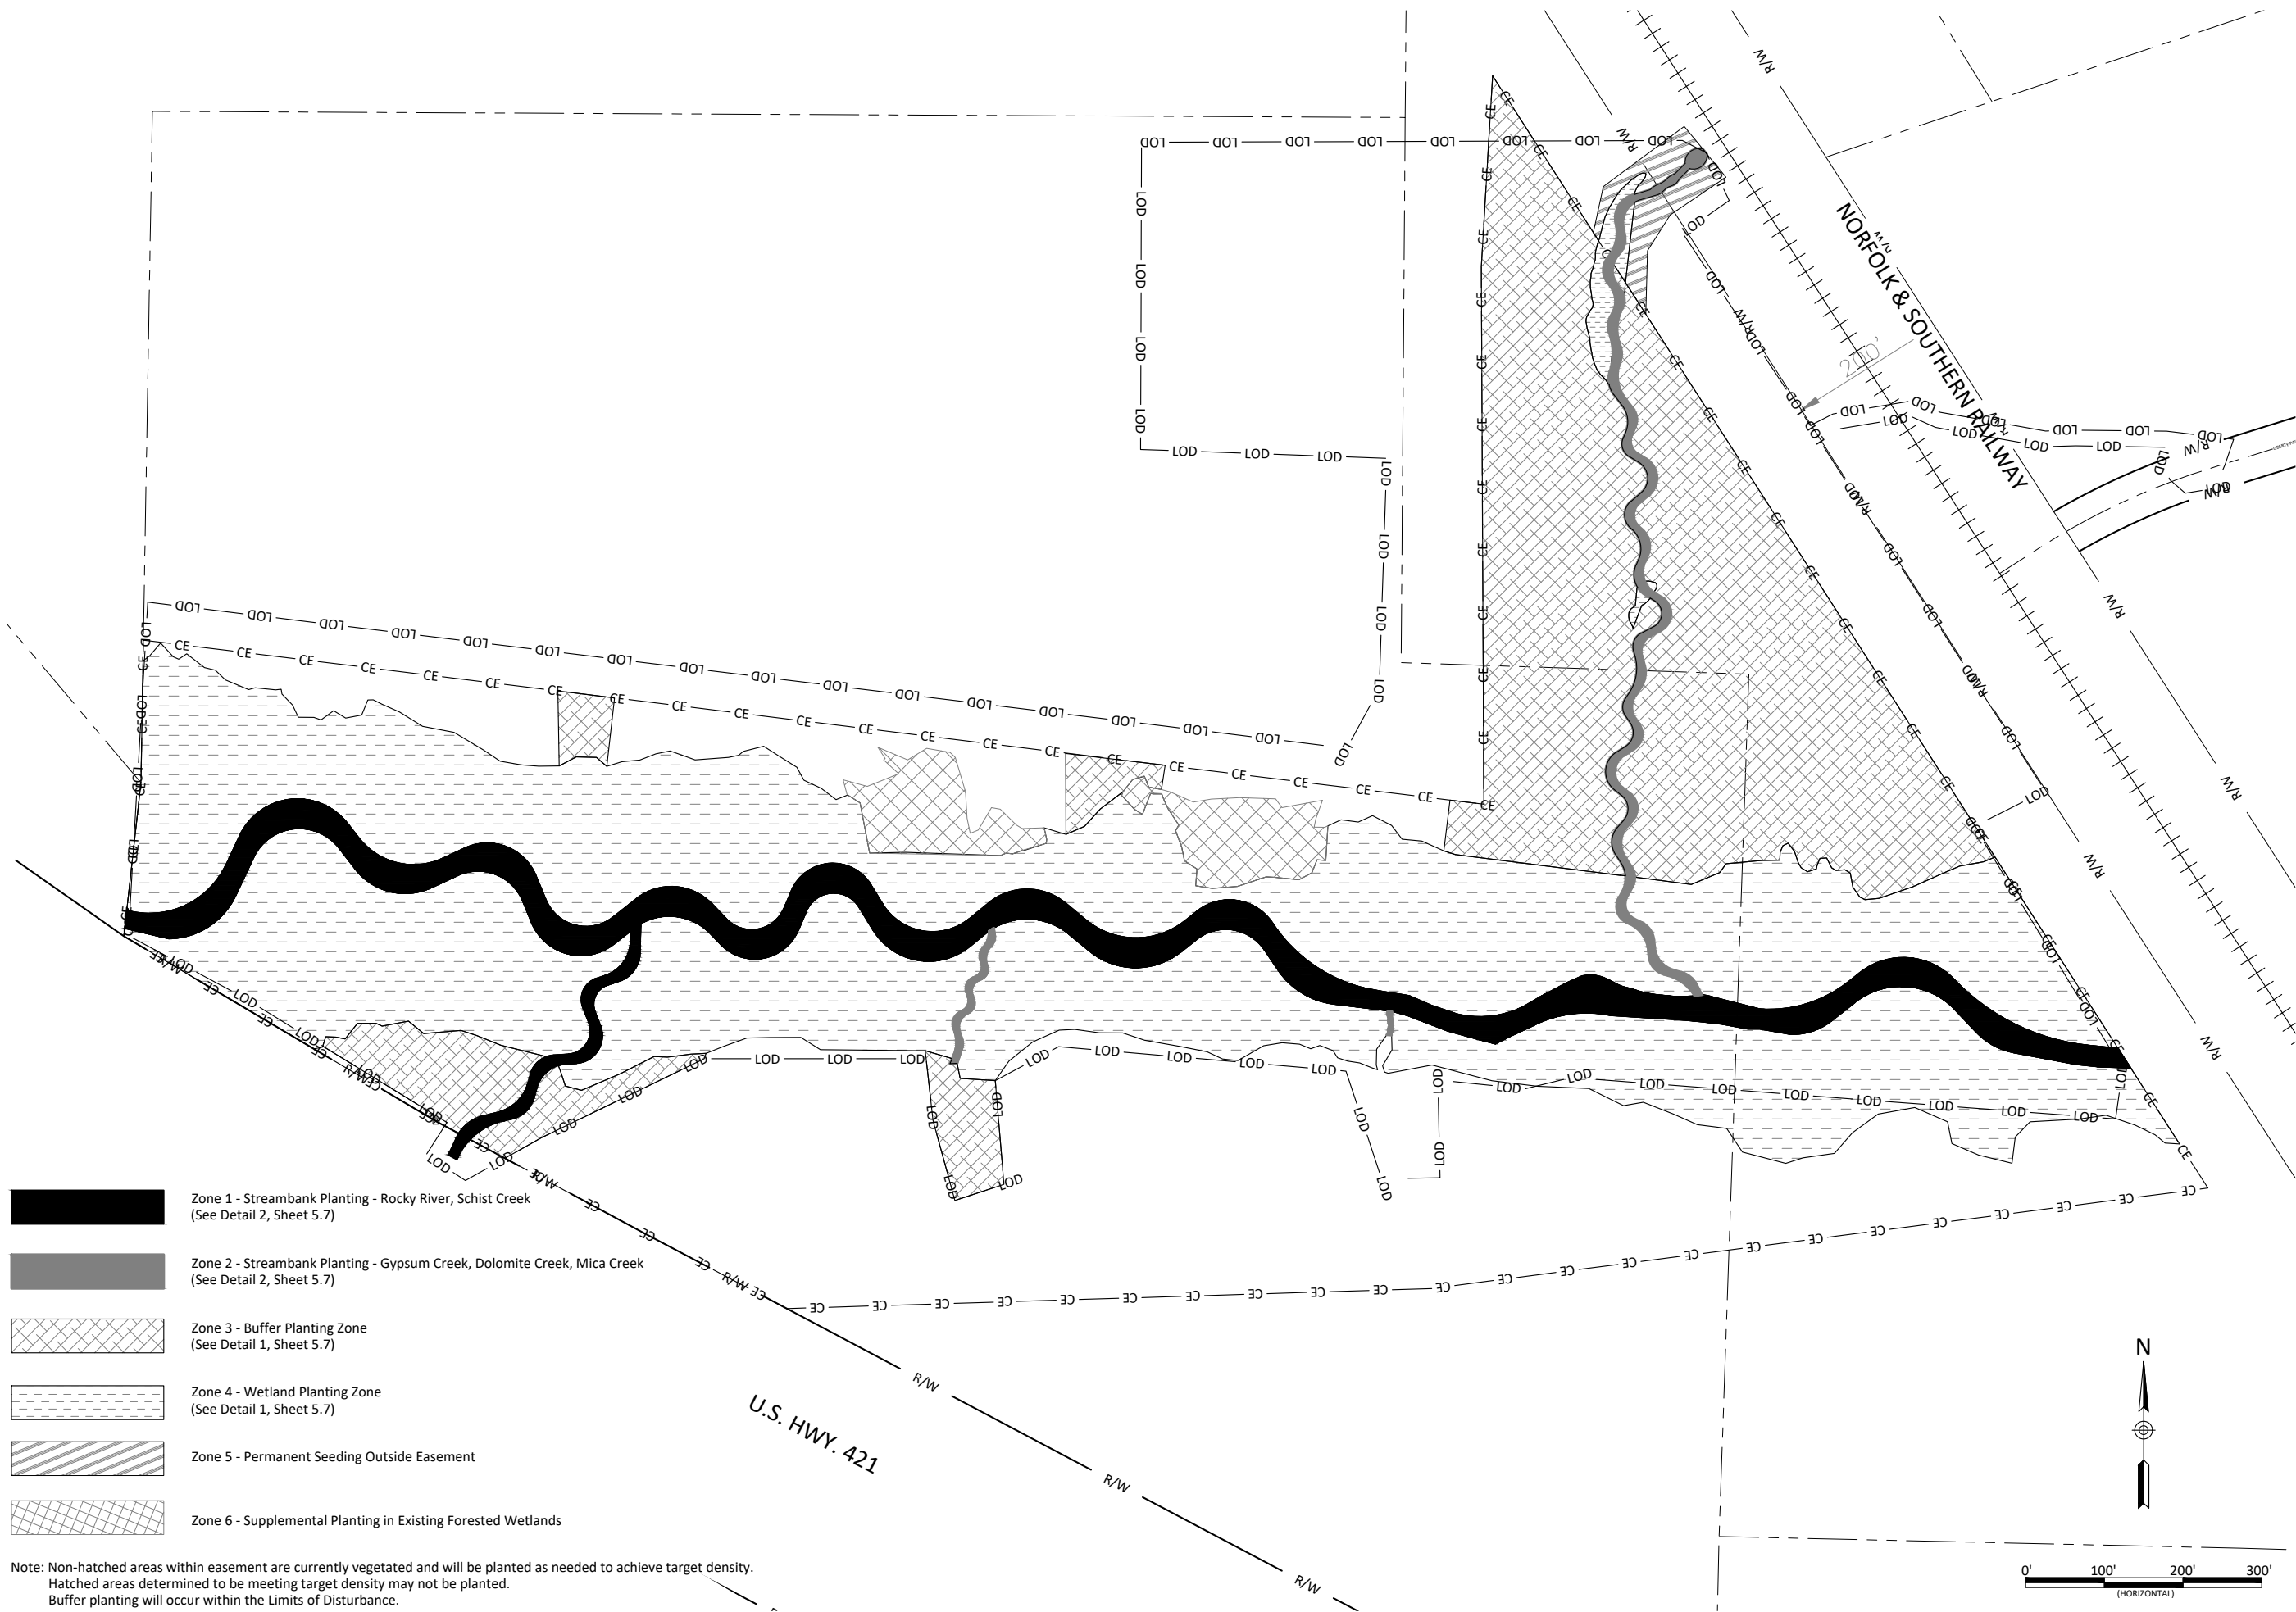 N
NORFOLK & SOUTHERN RAILWAY
200'
U.S. HWY. 421
R/W
CE
LOD
Zone 1 - Streambank Planting - Rocky River, Schist Creek
(See Detail 2, Sheet 5.7)
Zone 2 - Streambank Planting - Gypsum Creek, Dolomite Creek, Mica Creek
(See Detail 2, Sheet 5.7)
Zone 3 - Buffer Planting Zone
(See Detail 1, Sheet 5.7)
Zone 4 - Wetland Planting Zone
(See Detail 1, Sheet 5.7)
Zone 5 - Permanent Seeding Outside Easement
Zone 6 - Supplemental Planting in Existing Forested Wetlands
Note: Non-hatched areas within easement are currently vegetated and will be planted as needed to achieve target density.
Hatched areas determined to be meeting target density may not be planted.
Buffer planting will occur within the Limits of Disturbance.
0' 100' 200' 300'
(HORIZONTAL)